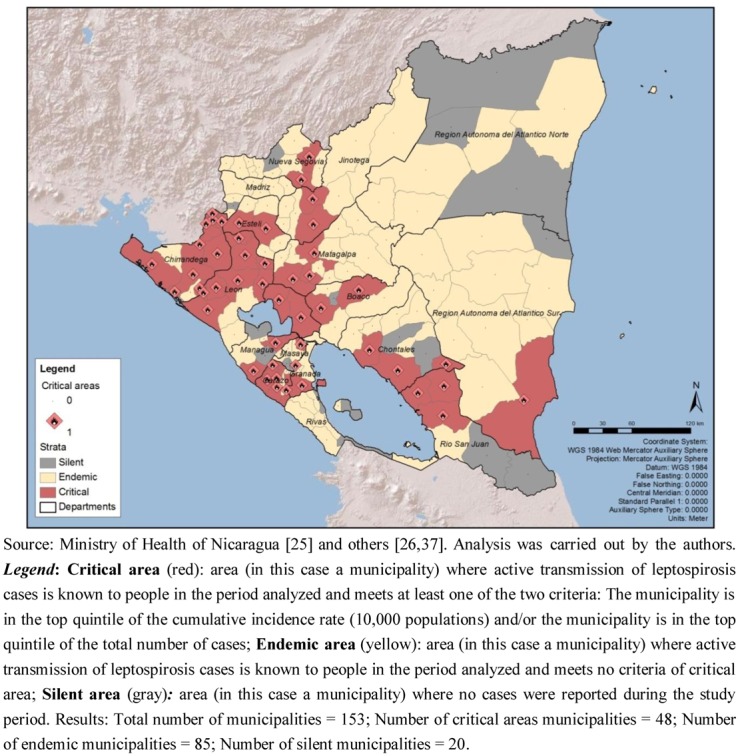 Region Autonoma del Atlantico Norte
Nueva Segovia
Jinotega
Madriz
Esteli
Matagalpa
Chinandega
Leon
Boaco
Region Autonoma del Atlantico Sur
Managua
Masaya
Chontales
Granada
Carazo
Rivas
Rio San Juan
Legend
Critical areas
0
1
Strata
Silent
Endemic
Critical
Departments
N
0 30 60 120 km
Coordinate System:
WGS 1984 Web Mercator Auxiliary Sphere
Projection: Mercator Auxiliary Sphere
Datum: WGS 1984
False Easting: 0.0000
False Northing: 0.0000
Central Meridian: 0.0000
Standard Parallel 1: 0.0000
Auxiliary Sphere Type: 0.0000
Units: Meter
Source: Ministry of Health of Nicaragua [25] and others [26,37]. Analysis was carried out by the authors.
Legend: Critical area (red): area (in this case a municipality) where active transmission of leptospirosis
cases is known to people in the period analyzed and meets at least one of the two criteria: The municipality is
in the top quintile of the cumulative incidence rate (10,000 populations) and/or the municipality is in the top
quintile of the total number of cases; Endemic area (yellow): area (in this case a municipality) where active
transmission of leptospirosis cases is known to people in the period analyzed and meets no criteria of critical
area; Silent area (gray): area (in this case a municipality) where no cases were reported during the study
period. Results: Total number of municipalities = 153; Number of critical areas municipalities = 48; Number
of endemic municipalities = 85; Number of silent municipalities = 20.